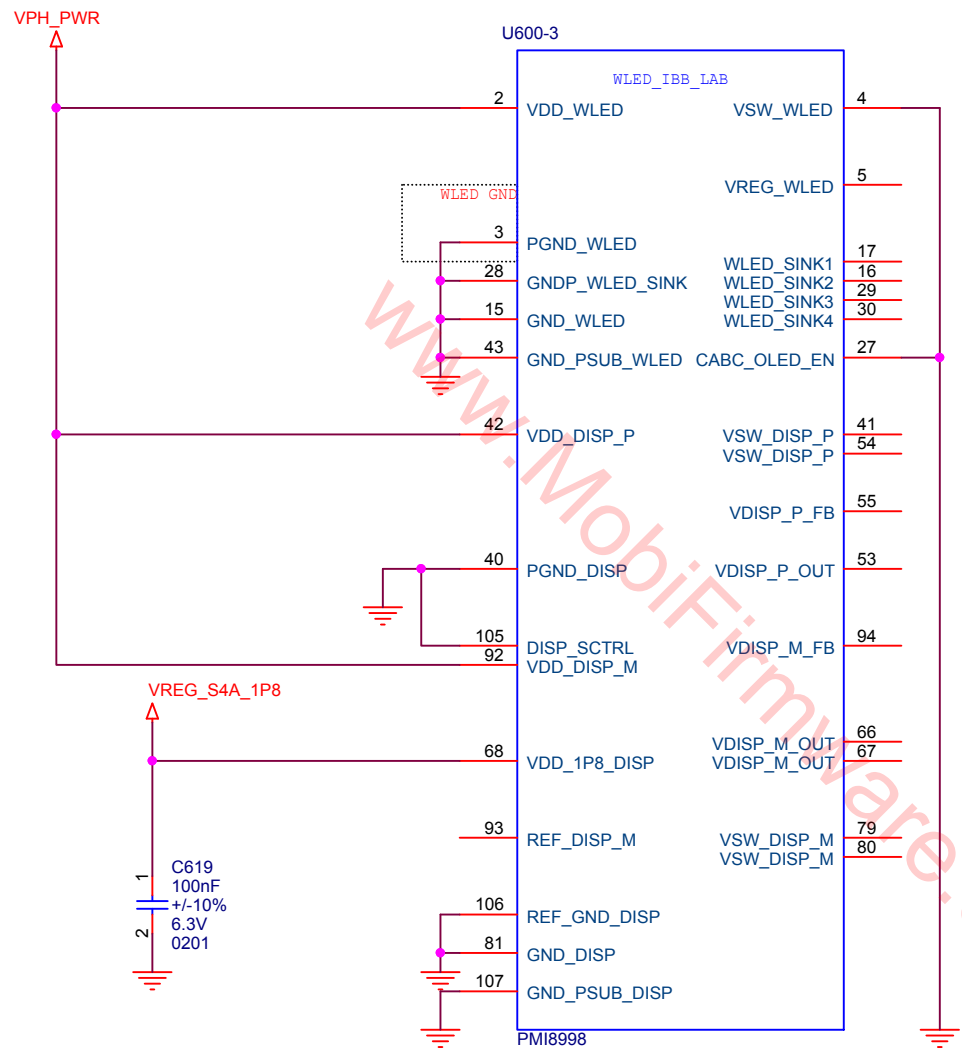 VPH_PWR
U600-3
WLED_IBB_LAB
2 VDD_WLED VSW_WLED 4
VREG_WLED 5
WLED GND
3 PGND_WLED
WLED_SINK1 17
28 GNDP_WLED_SINK WLED_SINK2 16
WLED_SINK3 29
15 GND_WLED WLED_SINK4 30
43 GND_PSUB_WLED CABC_OLED_EN 27
42 VDD_DISP_P VSW_DISP_P 41
VSW_DISP_P 54
VDISP_P_FB 55
40 PGND_DISP VDISP_P_OUT 53
105 DISP_SCTRL VDISP_M_FB 94
92 VDD_DISP_M
VREG_S4A_1P8
VDISP_M_OUT 66
68 VDD_1P8_DISP VDISP_M_OUT 67
93 REF_DISP_M VSW_DISP_M 79
VSW_DISP_M 80
1 C619
100nF
+/-10%
6.3V
2 0201
106 REF_GND_DISP
81 GND_DISP
107 GND_PSUB_DISP
PMI8998
www.MobiFirmware.